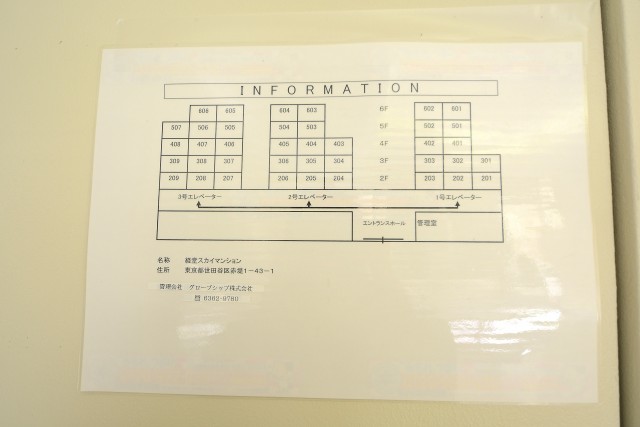 INFORMATION
606 605 604 603 6F 602 601
507 506 505 504 503 5F 502 501
408 407 406 405 404 403 4F 402 401
309 308 307 306 305 304 3F 303 302 301
209 208 207 206 205 204 2F 203 202 201
3号エレベーター 2号エレベーター 1号エレベーター
エントランスホール 管理室
名称 経堂スカイマンション
住所 東京都世田谷区赤堤1-43-1
管理会社 グローブシップ株式会社